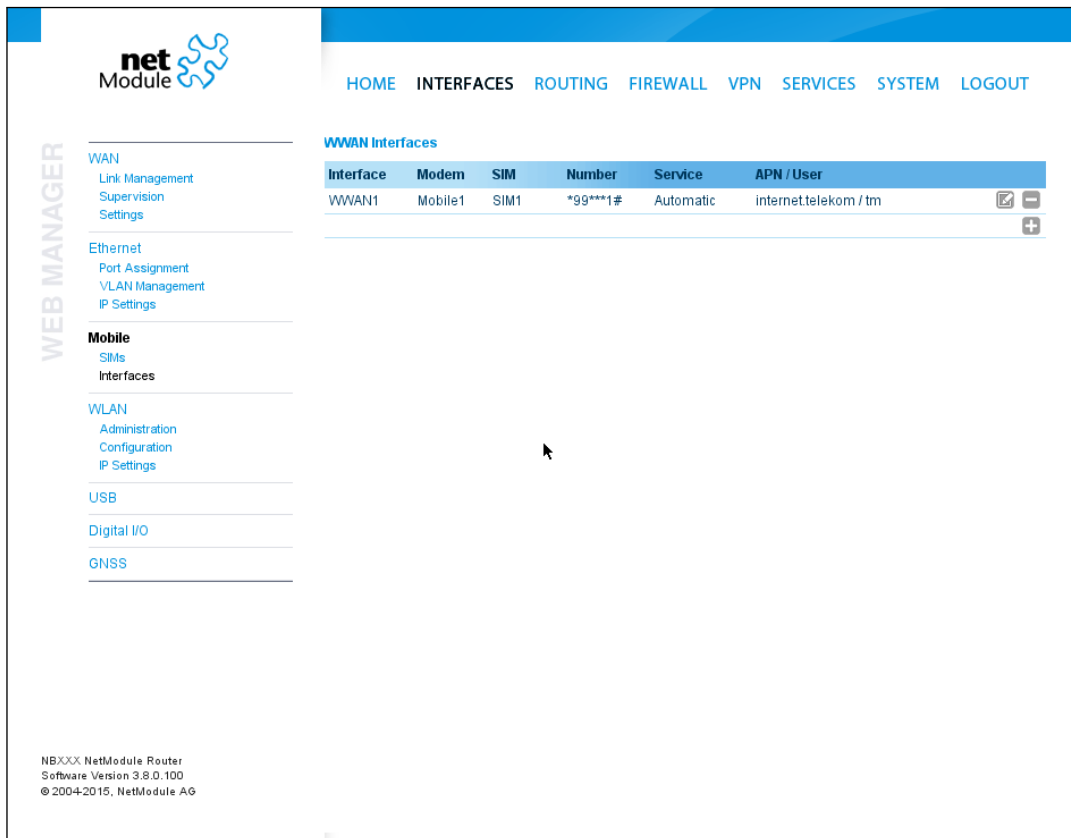 net
Module
HOME INTERFACES ROUTING FIREWALL VPN SERVICES SYSTEM LOGOUT
WEB MANAGER
WAN
Link Management
Supervision
Settings
Ethernet
Port Assignment
VLAN Management
IP Settings
Mobile
SIMs
Interfaces
WLAN
Administration
Configuration
IP Settings
USB
Digital I/O
GNSS
WWAN Interfaces
Interface Modem SIM Number Service APN / User
WWAN1 Mobile1 SIM1 *99***1# Automatic internet.telekom / tm
NBXXX NetModule Router
Software Version 3.8.0.100
© 2004-2015, NetModule AG